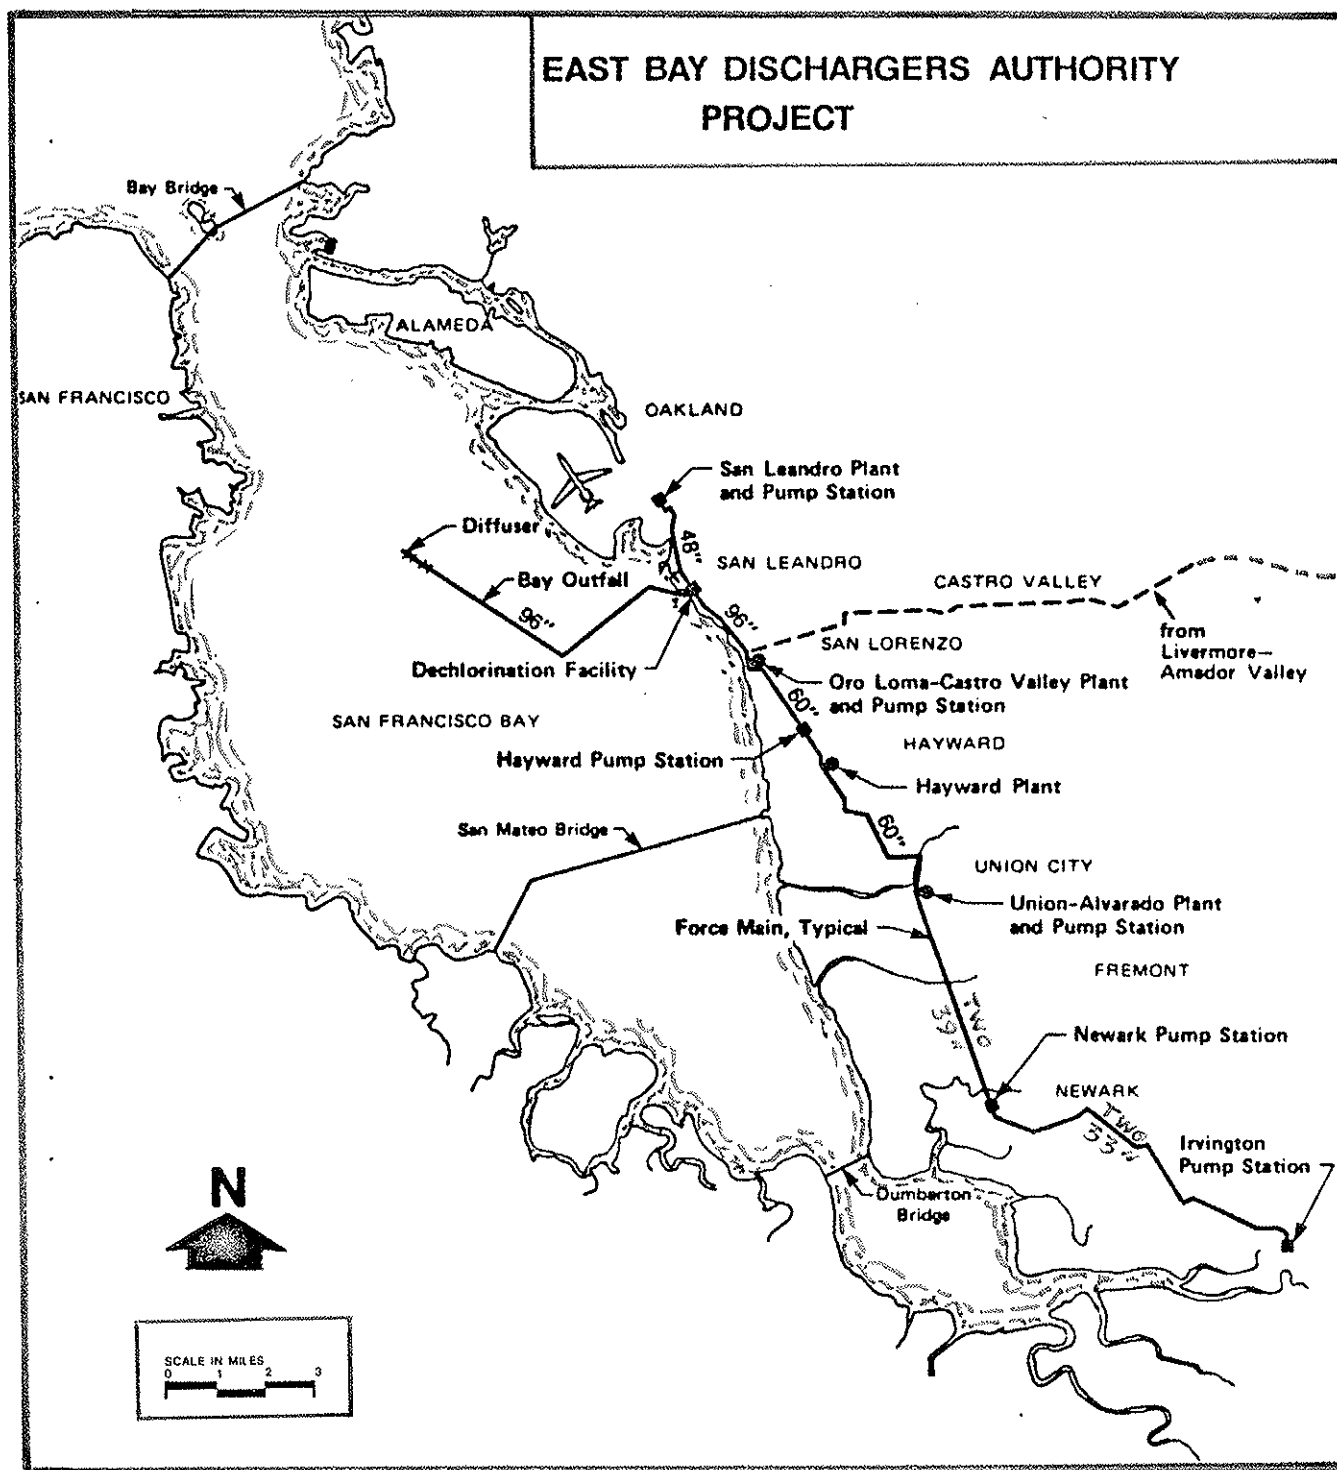 EAST BAY DISCHARGERS AUTHORITY
PROJECT
Bay Bridge
ALAMEDA
SAN FRANCISCO
OAKLAND
San Leandro Plant
and Pump Station
Diffuser
48"
SAN LEANDRO
Bay Outfall
CASTRO VALLEY
96"
96"
SAN LORENZO
from
Livermore—
Amador Valley
Dechlorination Facility
Oro Loma-Castro Valley Plant
and Pump Station
60"
SAN FRANCISCO BAY
HAYWARD
Hayward Pump Station
Hayward Plant
San Mateo Bridge
60"
UNION CITY
Union-Alvarado Plant
and Pump Station
Force Main, Typical
FREMONT
TWO
39"
Newark Pump Station
NEWARK
TWO
33"
Irvington
Pump Station
Dumbarton
Bridge
N
SCALE IN MILES
0 1 2 3